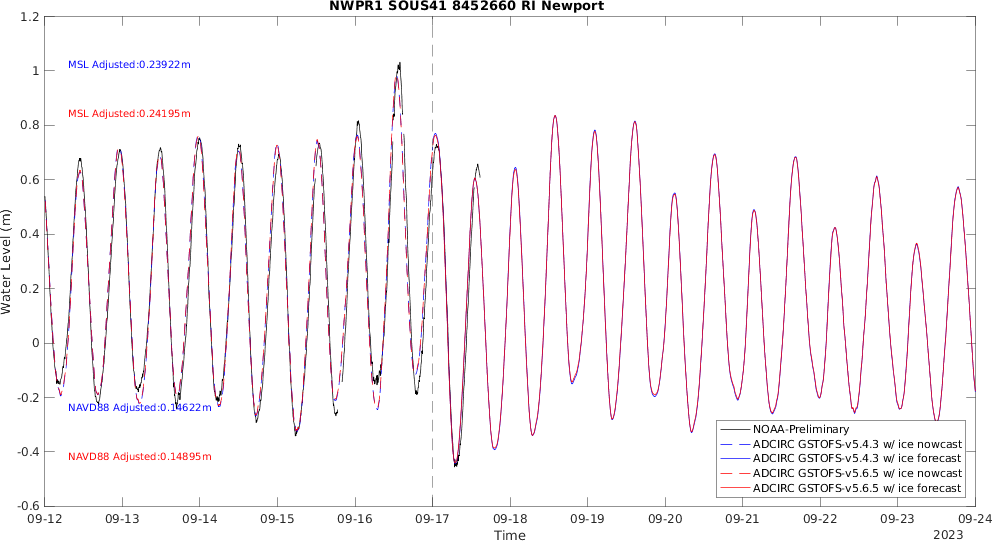 NWPR1 SOUS41 8452660 RI Newport
1.2
1
0.8
0.6
0.4
0.2
0
-0.2
-0.4
-0.6
Water Level (m)
MSL Adjusted:0.23922m
MSL Adjusted:0.24195m
NAVD88 Adjusted:0.14622m
NAVD88 Adjusted:0.14895m
NOAA-Preliminary
ADCIRC GSTOFS-v5.4.3 w/ ice nowcast
ADCIRC GSTOFS-v5.4.3 w/ ice forecast
ADCIRC GSTOFS-v5.6.5 w/ ice nowcast
ADCIRC GSTOFS-v5.6.5 w/ ice forecast
09-12 09-13 09-14 09-15 09-16 09-17 09-18 09-19 09-20 09-21 09-22 09-23 09-24
Time
2023